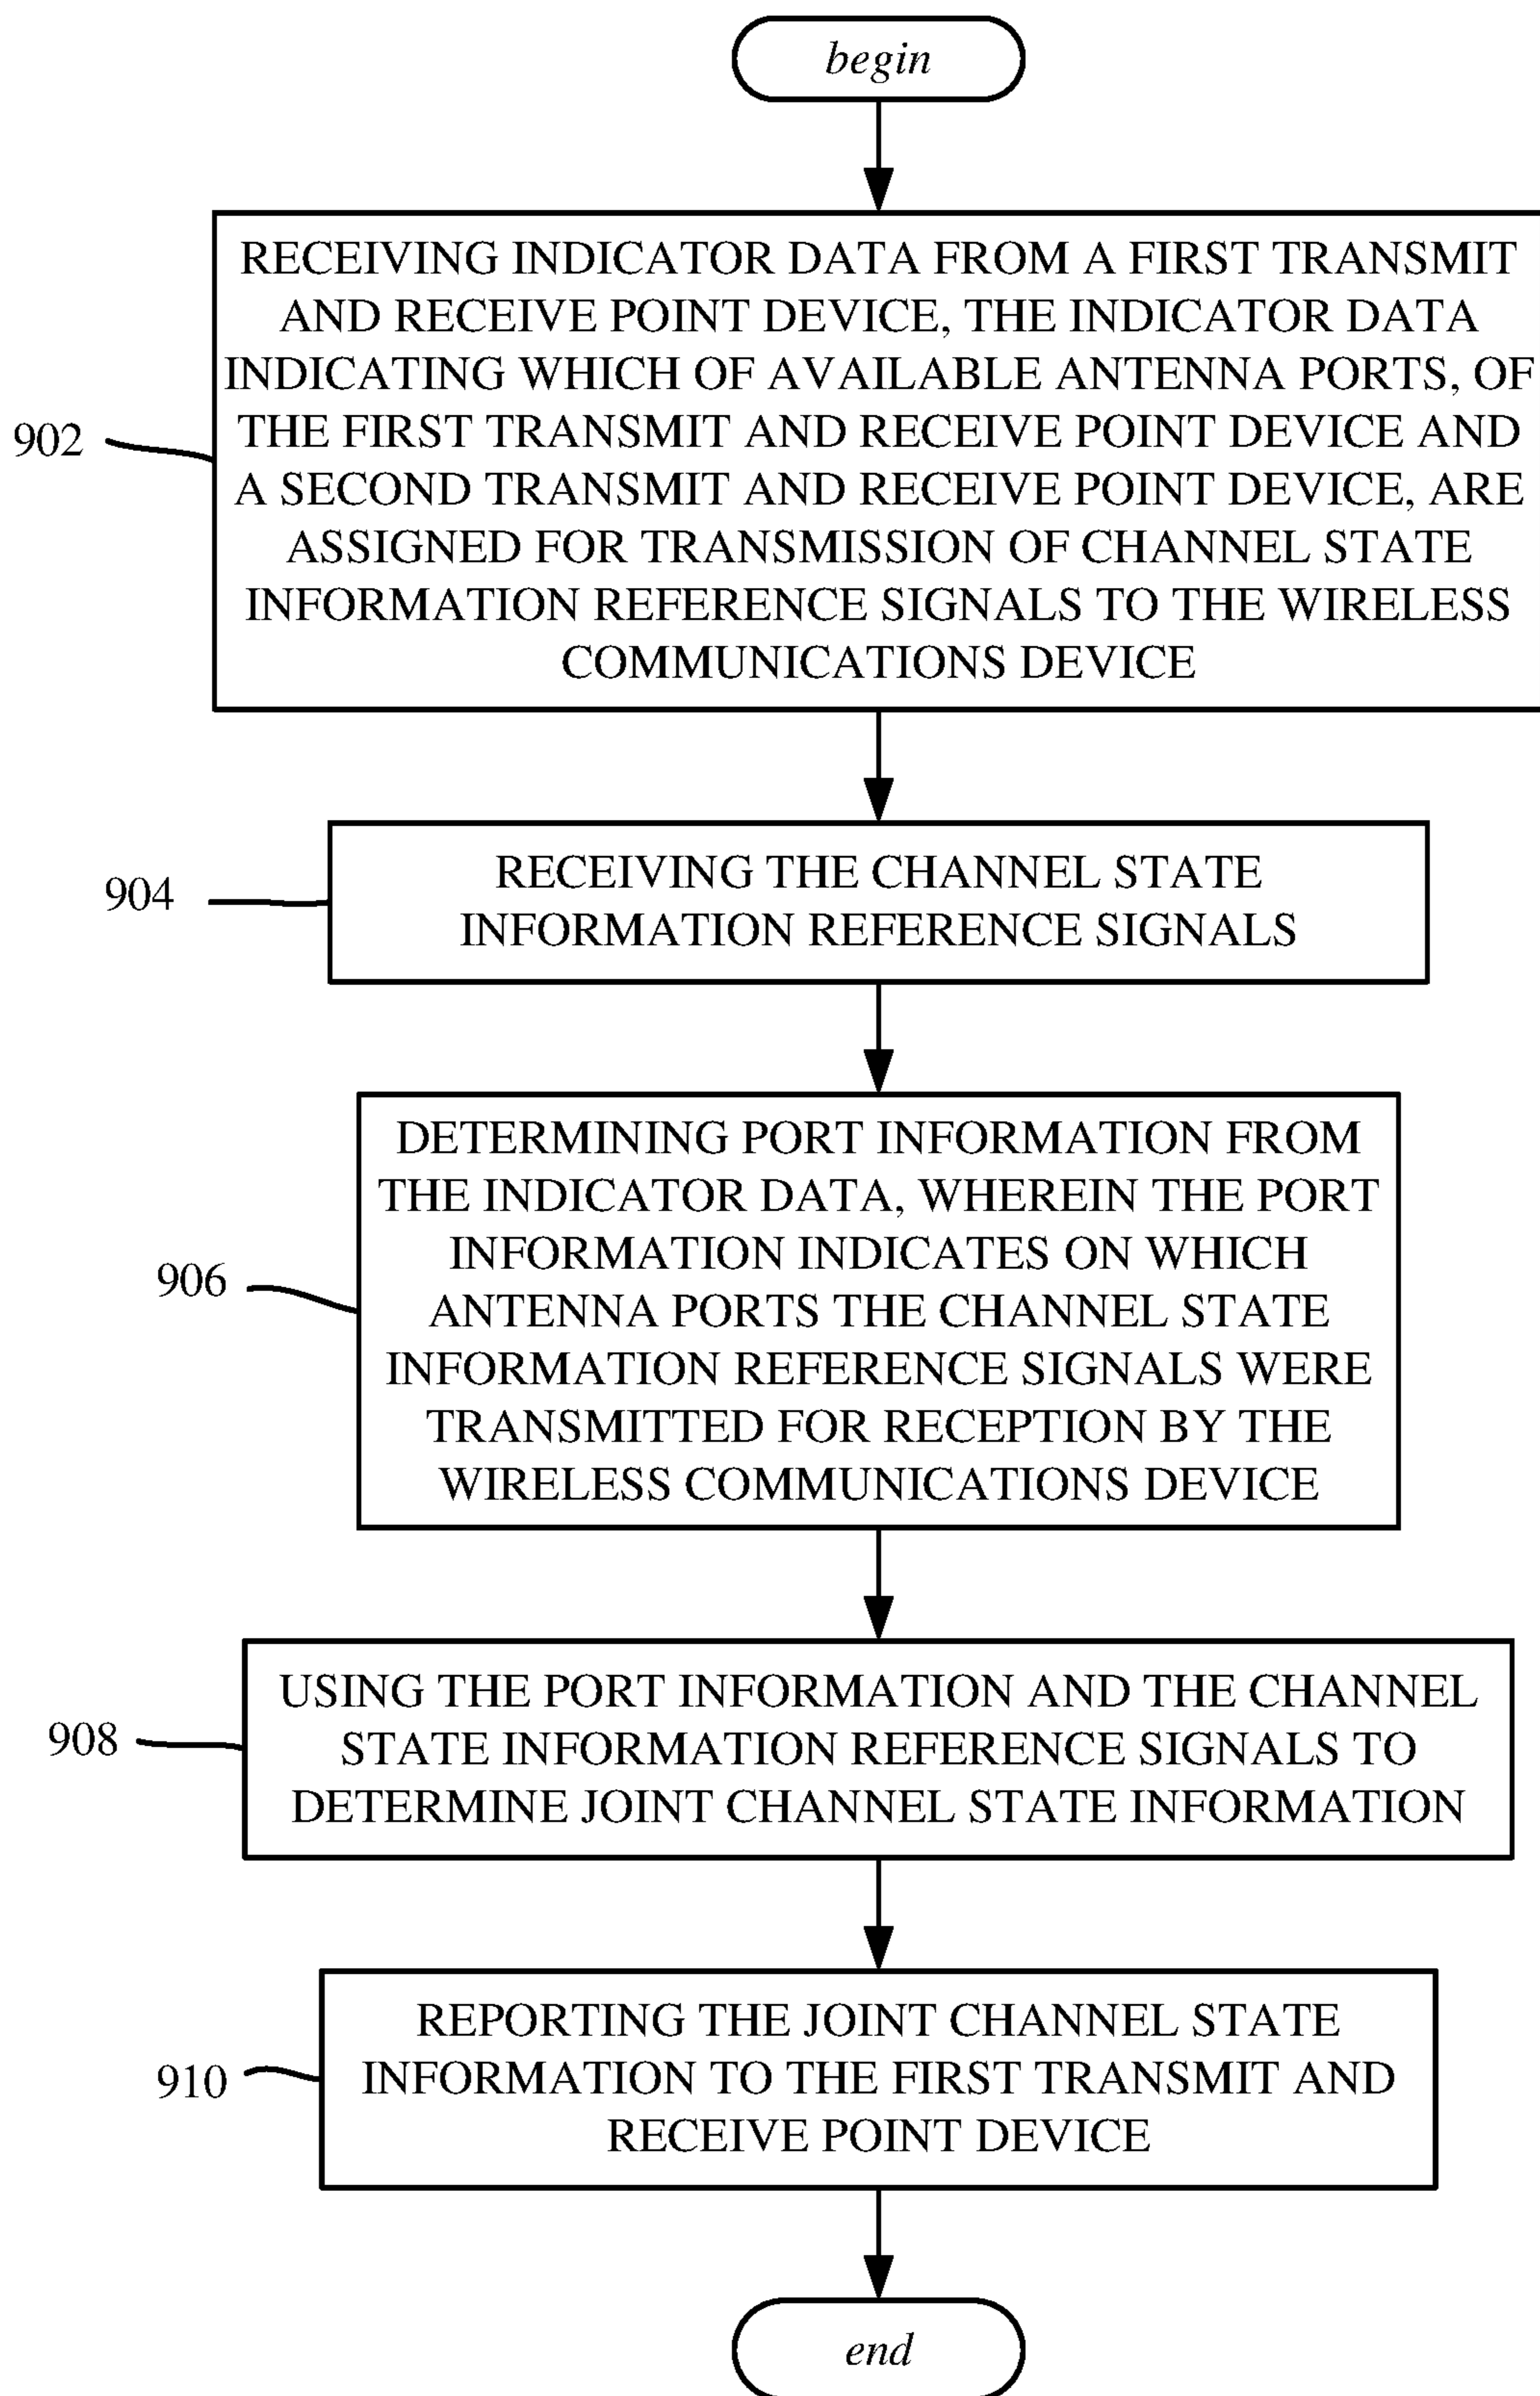 begin
RECEIVING INDICATOR DATA FROM A FIRST TRANSMIT
AND RECEIVE POINT DEVICE, THE INDICATOR DATA
INDICATING WHICH OF AVAILABLE ANTENNA PORTS, OF
THE FIRST TRANSMIT AND RECEIVE POINT DEVICE AND
A SECOND TRANSMIT AND RECEIVE POINT DEVICE, ARE
ASSIGNED FOR TRANSMISSION OF CHANNEL STATE
INFORMATION REFERENCE SIGNALS TO THE WIRELESS
COMMUNICATIONS DEVICE
902
RECEIVING THE CHANNEL STATE
INFORMATION REFERENCE SIGNALS
904
DETERMINING PORT INFORMATION FROM
THE INDICATOR DATA, WHEREIN THE PORT
INFORMATION INDICATES ON WHICH
ANTENNA PORTS THE CHANNEL STATE
INFORMATION REFERENCE SIGNALS WERE
TRANSMITTED FOR RECEPTION BY THE
WIRELESS COMMUNICATIONS DEVICE
906
USING THE PORT INFORMATION AND THE CHANNEL
STATE INFORMATION REFERENCE SIGNALS TO
DETERMINE JOINT CHANNEL STATE INFORMATION
908
REPORTING THE JOINT CHANNEL STATE
INFORMATION TO THE FIRST TRANSMIT AND
RECEIVE POINT DEVICE
910
end